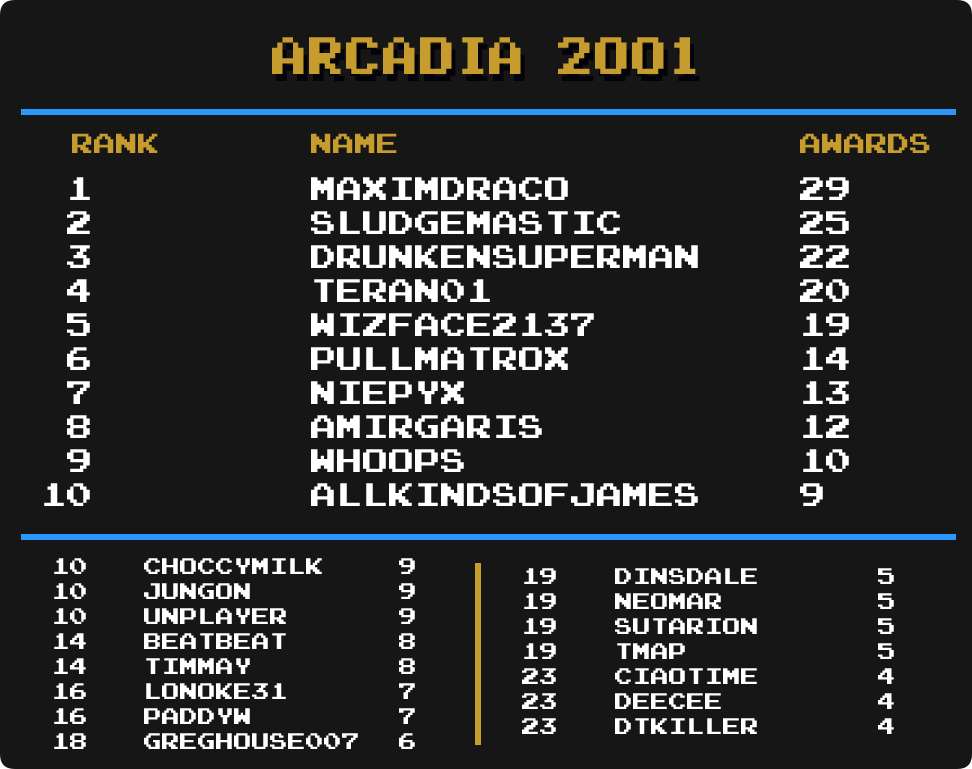 ARCADIA 2001
RANK NAME AWARDS
1 MAXIMDRACO 29
2 SLUDGEMASTIC 25
3 DRUNKENSUPERMAN 22
4 TERAN01 20
5 WIZFACE2137 19
6 PULLMATROX 14
7 NIEPYX 13
8 AMIRGARIS 12
9 WHOOPS 10
10 ALLKINDSOFJAMES 9
10 CHOCCYMILK 9
10 JUNGON 9
10 UNPLAYER 9
14 BEATBEAT 8
14 TIMMAY 8
16 LONOKE31 7
16 PADDYW 7
18 GREGHOUSE007 6
19 DINSDALE 5
19 NEOMAR 5
19 SUTARION 5
19 TMAP 5
23 CIAOTIME 4
23 DEECEE 4
23 DTKILLER 4